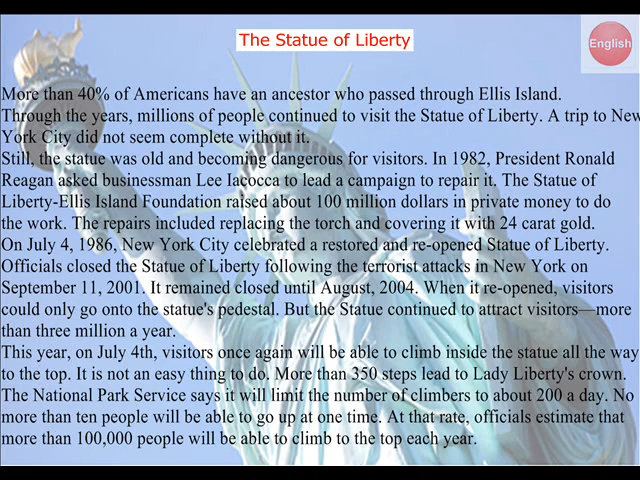 The Statue of Liberty
English
More than 40% of Americans have an ancestor who passed through Ellis Island.
Through the years, millions of people continued to visit the Statue of Liberty. A trip to New
York City did not seem complete without it.
Still, the statue was old and becoming dangerous for visitors. In 1982, President Ronald
Reagan asked businessman Lee Iacocca to lead a campaign to repair it. The Statue of
Liberty-Ellis Island Foundation raised about 100 million dollars in private money to do
the work. The repairs included replacing the torch and covering it with 24 carat gold.
On July 4, 1986, New York City celebrated a restored and re-opened Statue of Liberty.
Officials closed the Statue of Liberty following the terrorist attacks in New York on
September 11, 2001. It remained closed until August, 2004. When it re-opened, visitors
could only go onto the statue's pedestal. But the Statue continued to attract visitors—more
than three million a year.
This year, on July 4th, visitors once again will be able to climb inside the statue all the way
to the top. It is not an easy thing to do. More than 350 steps lead to Lady Liberty's crown.
The National Park Service says it will limit the number of climbers to about 200 a day. No
more than ten people will be able to go up at one time. At that rate, officials estimate that
more than 100,000 people will be able to climb to the top each year.